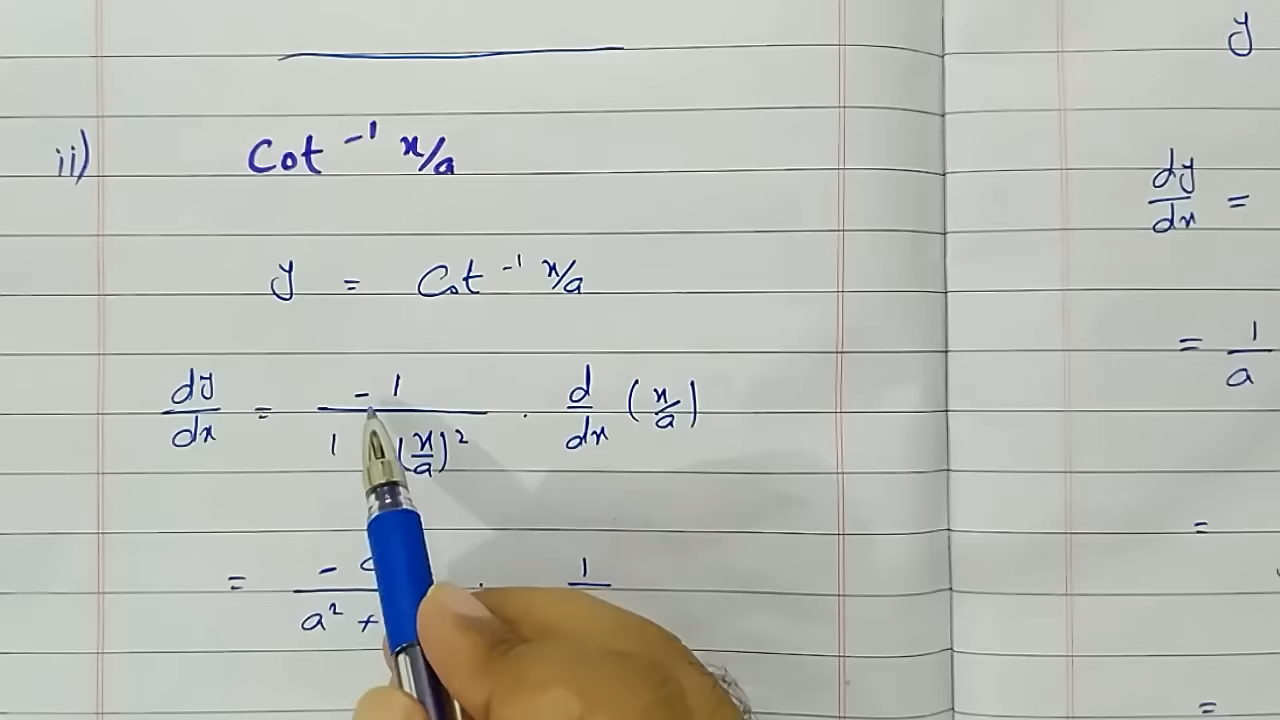 ii) Cot⁻¹ x/a
y = Cot⁻¹ x/a
dy/dx = -1/1 (x/a)² . d/dx (x/a)
= - /a² + . 1/
y
dy/dx =
= 1/a
=
=